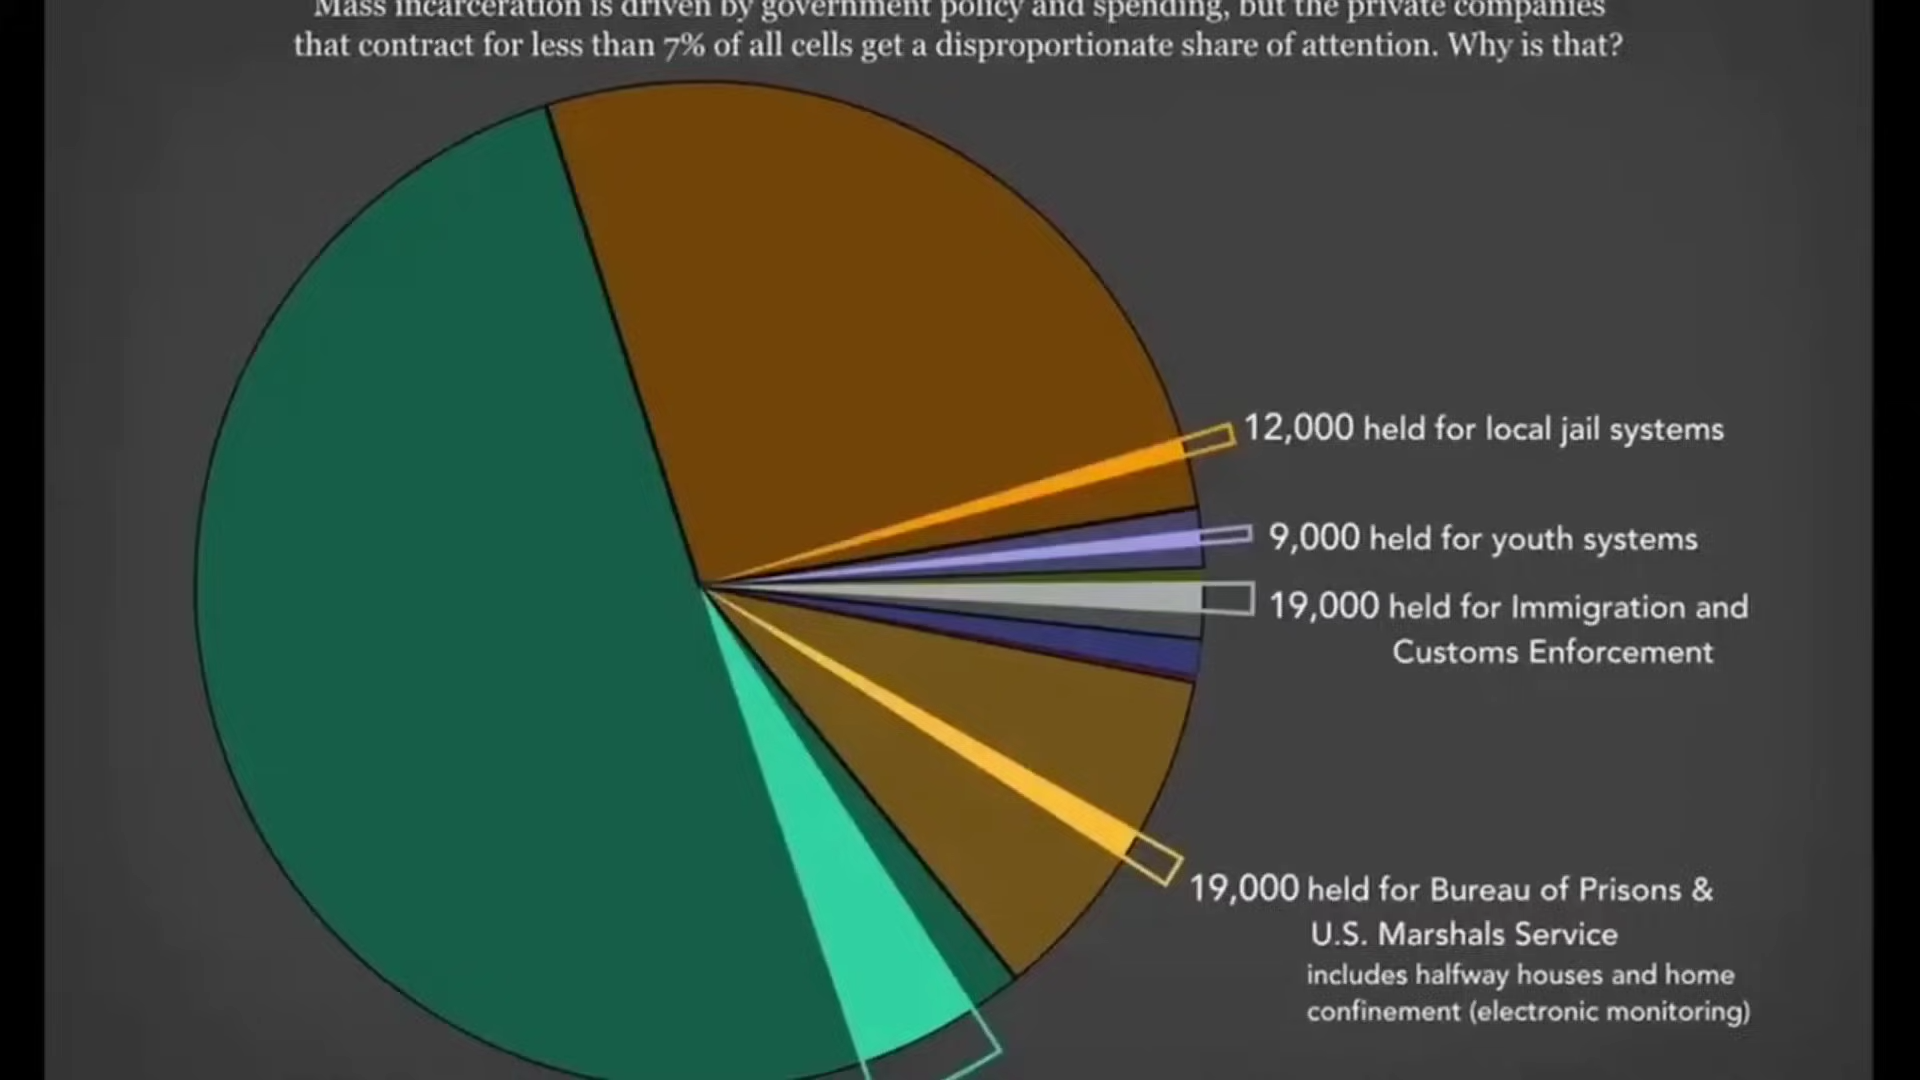 Mass incarceration is driven by government policy and spending, but the private companies
that contract for less than 7% of all cells get a disproportionate share of attention. Why is that?
12,000 held for local jail systems
9,000 held for youth systems
19,000 held for Immigration and
Customs Enforcement
19,000 held for Bureau of Prisons &
U.S. Marshals Service
includes halfway houses and home
confinement (electronic monitoring)